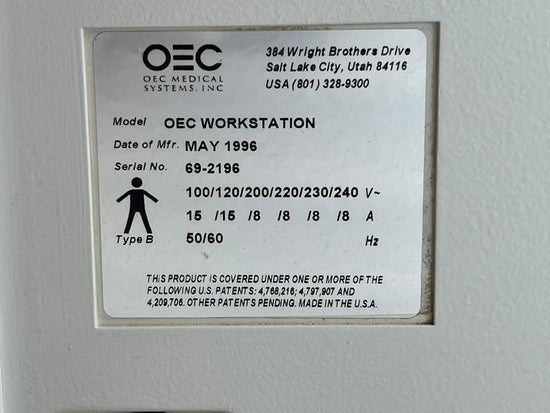 OEC
OEC MEDICAL
SYSTEMS, INC
384 Wright Brothers Drive
Salt Lake City, Utah 84116
USA (801) 328-9300
Model OEC WORKSTATION
Date of Mfr. MAY 1996
Serial No. 69-2196
100/120/200/220/230/240 V~
15 /15 /8 /8 /8 /8 A
Type B 50/60 Hz
THIS PRODUCT IS COVERED UNDER ONE OR MORE OF THE
FOLLOWING U.S. PATENTS: 4,768,216; 4,797,907 AND
4,209,706. OTHER PATENTS PENDING. MADE IN THE U.S.A.